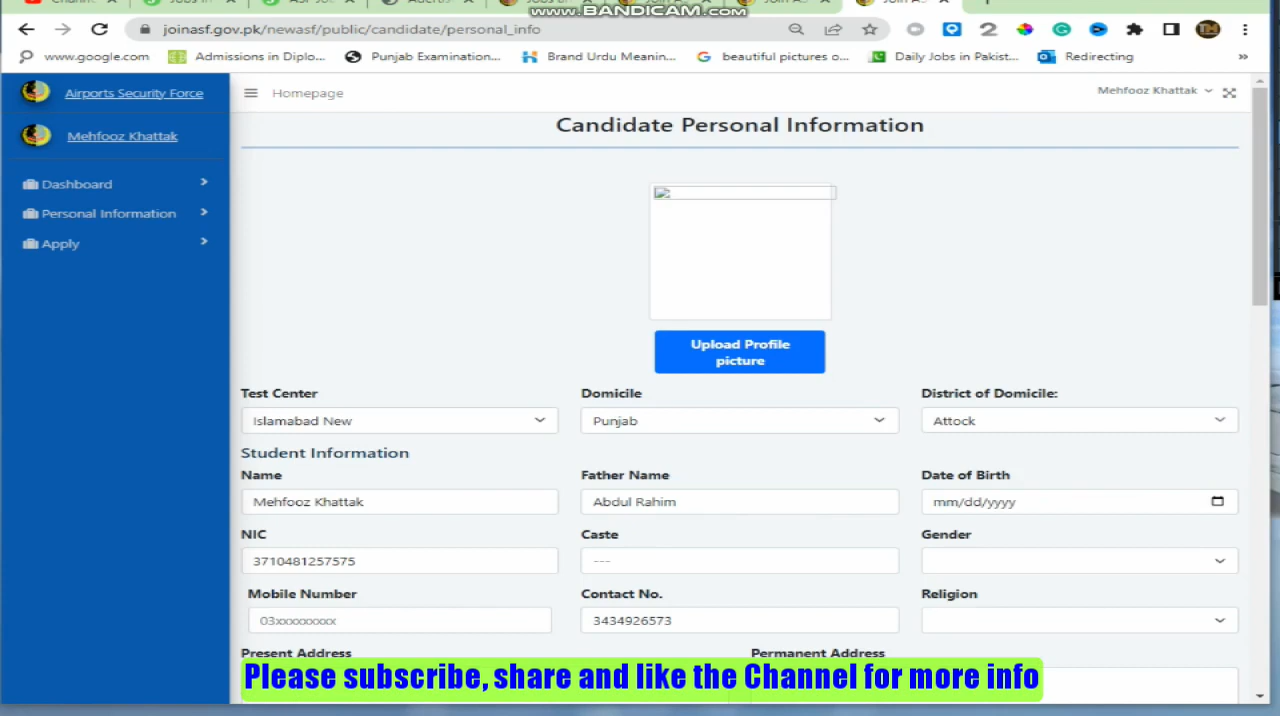 www.BANDICAM.com
joinasf.gov.pk/newasf/public/candidate/personal_info
www.google.com Admissions in Diplo... Punjab Examination... Brand Urdu Meanin... beautiful pictures o... Daily Jobs in Pakist... Redirecting »
Airports Security Force
Homepage
Mehfooz Khattak
Mehfooz Khattak
Dashboard
Personal Information
Apply
Candidate Personal Information
Upload Profile
picture
Test Center Domicile District of Domicile:
Islamabad New Punjab Attock
Student Information
Name Father Name Date of Birth
Mehfooz Khattak Abdul Rahim mm/dd/yyyy
NIC Caste Gender
3710481257575 ---
Mobile Number Contact No. Religion
03xxxxxxxxx 3434926573
Present Address Permanent Address
Please subscribe, share and like the Channel for more info